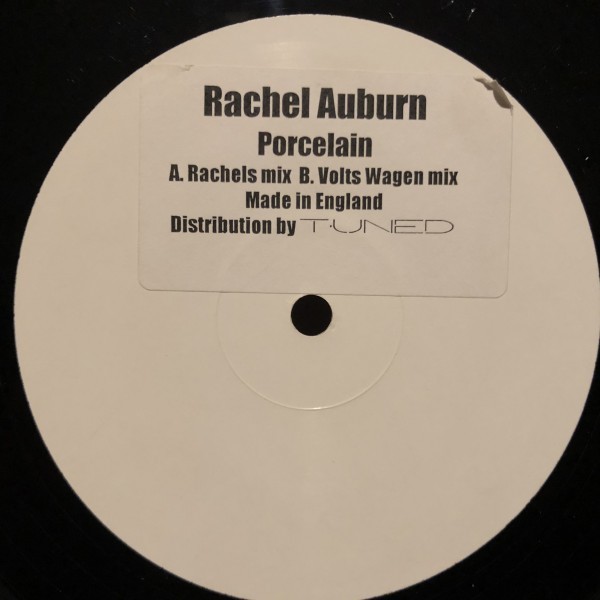 Rachel Auburn
Porcelain
A. Rachels mix B. Volts Wagen mix
Made in England
Distribution by T·UNED